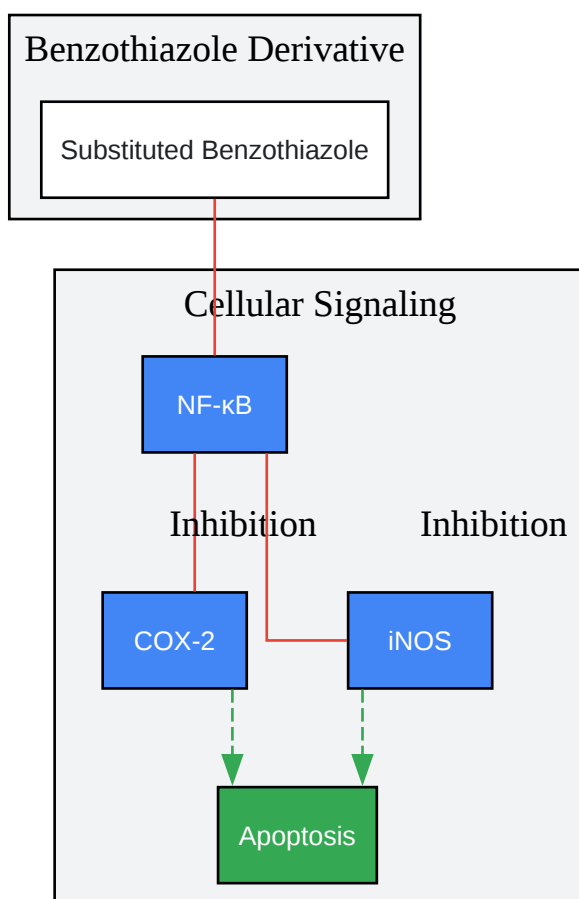 Benzothiazole Derivative
Substituted Benzothiazole
Cellular Signaling
NF-κB
Inhibition
Inhibition
COX-2
iNOS
Apoptosis